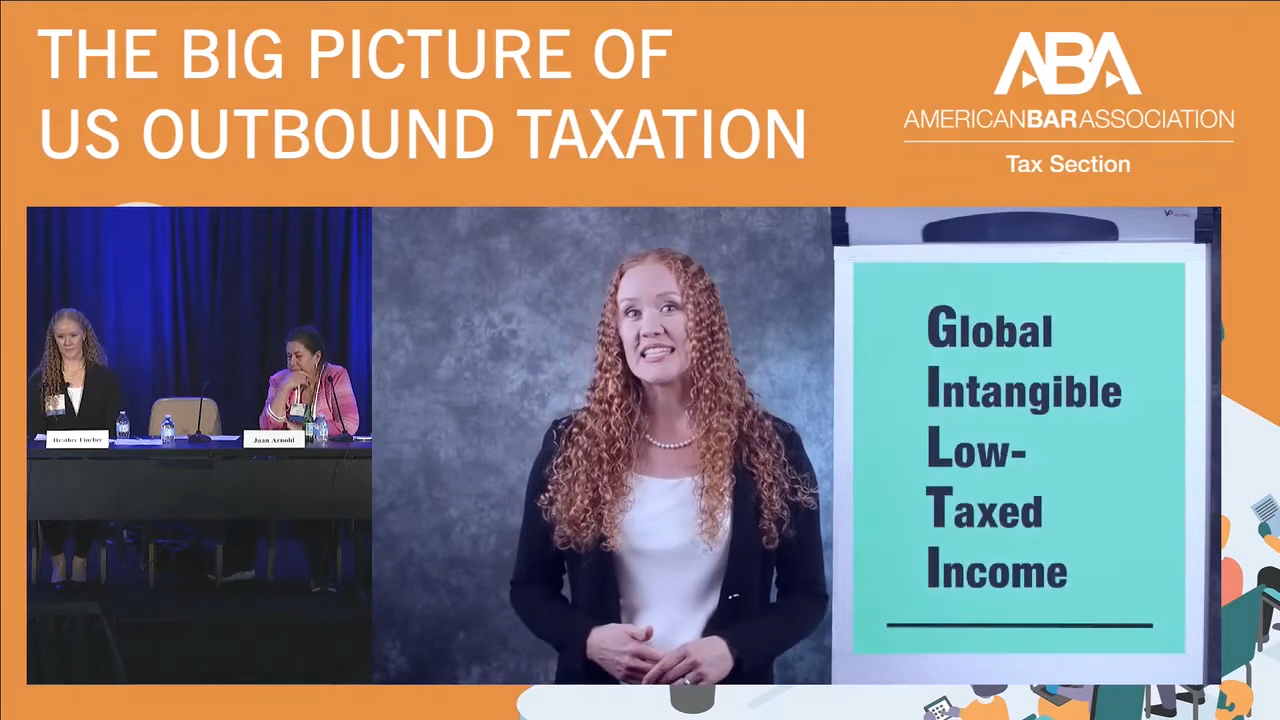 THE BIG PICTURE OF
US OUTBOUND TAXATION
ABA
AMERICANBARASSOCIATION
Tax Section
Heather Fincher
Joan Arnold
Global
Intangible
Low-
Taxed
Income